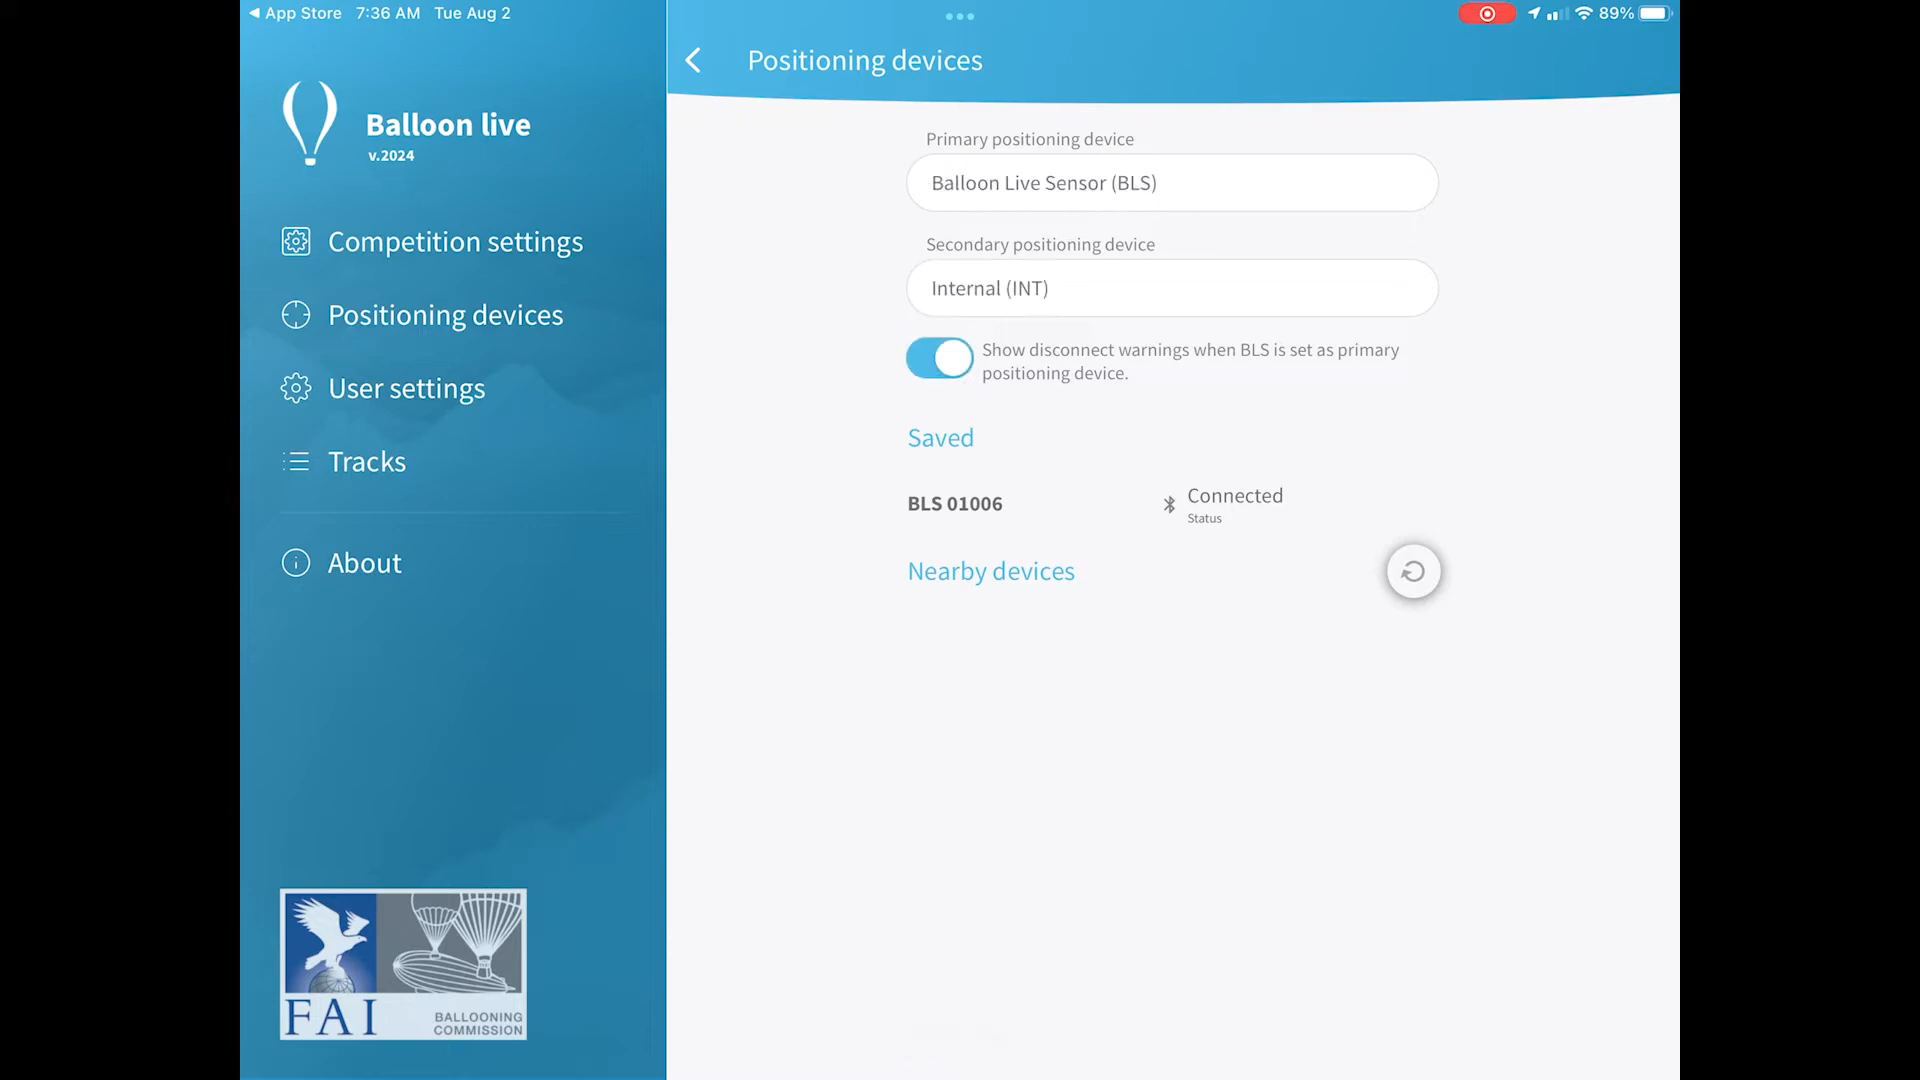 App Store 7:36 AM Tue Aug 2
89%
Balloon live
v.2024
Competition settings
Positioning devices
User settings
Tracks
About
FAI
BALLOONING
COMMISSION
Positioning devices
Primary positioning device
Balloon Live Sensor (BLS)
Secondary positioning device
Internal (INT)
Show disconnect warnings when BLS is set as primary
positioning device.
Saved
BLS 01006
Connected
Status
Nearby devices